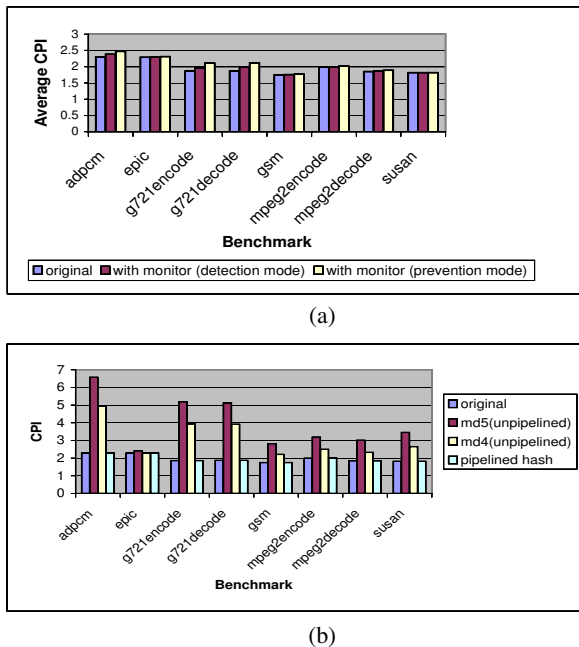 3
2.5
2
1.5
1
0.5
0
Average CPI
adpcm
epic
g721encode
g721decode
gsm
mpeg2encode
mpeg2decode
susan
Benchmark
original with monitor (detection mode) with monitor (prevention mode)
(a)
7
6
5
4
3
2
1
0
CPI
adpcm
epic
g721encode
g721decode
gsm
mpeg2encode
mpeg2decode
susan
Benchmark
original
md5(unpipelined)
md4(unpipelined)
pipelined hash
(b)